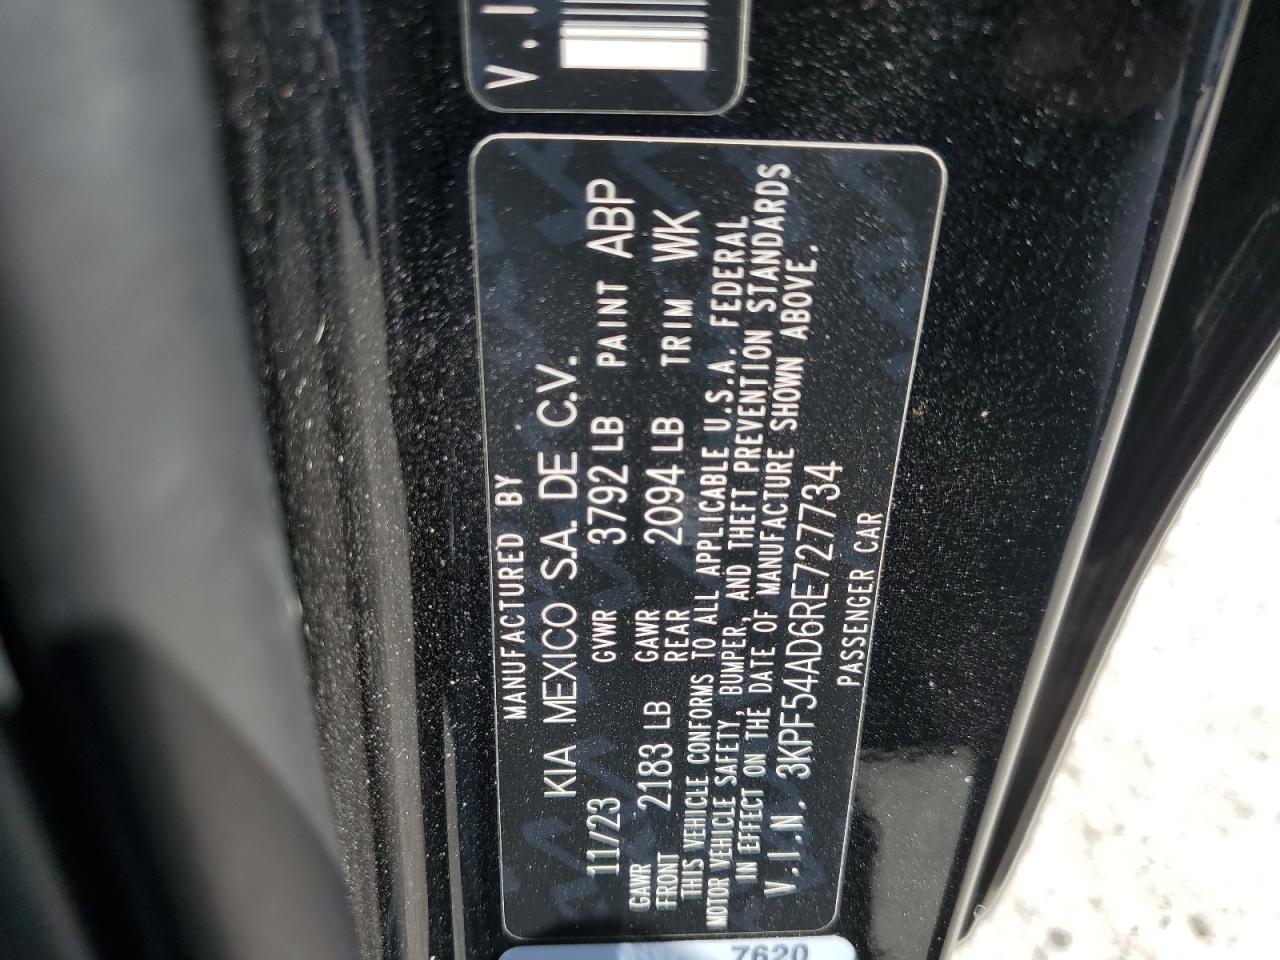 V.I
MANUFACTURED BY
KIA MEXICO S.A. DE C.V.
11/23 GVWR 3792 LB PAINT ABP
GAWR FRONT 2183 LB GAWR REAR 2094 LB TRIM WK
THIS VEHICLE CONFORMS TO ALL APPLICABLE U.S.A. FEDERAL
MOTOR VEHICLE SAFETY, BUMPER, AND THEFT PREVENTION STANDARDS
IN EFFECT ON THE DATE OF MANUFACTURE SHOWN ABOVE.
V.I.N. 3KPF54AD6RE727734
PASSENGER CAR
7620